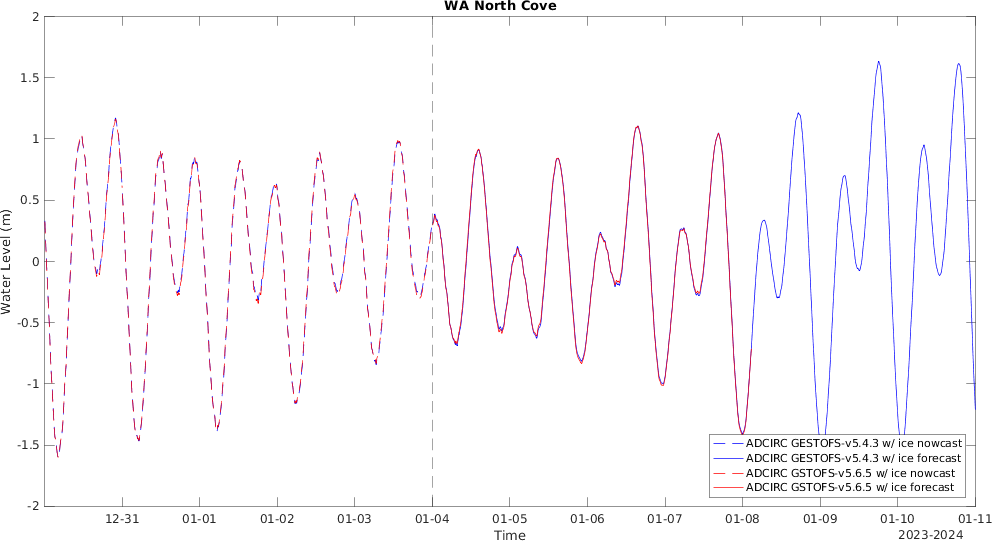 WA North Cove
2
1.5
1
0.5
0
-0.5
-1
-1.5
-2
Water Level (m)
12-31 01-01 01-02 01-03 01-04 01-05 01-06 01-07 01-08 01-09 01-10 01-11
Time
2023-2024
ADCIRC GESTOFS-v5.4.3 w/ ice nowcast
ADCIRC GESTOFS-v5.4.3 w/ ice forecast
ADCIRC GSTOFS-v5.6.5 w/ ice nowcast
ADCIRC GSTOFS-v5.6.5 w/ ice forecast